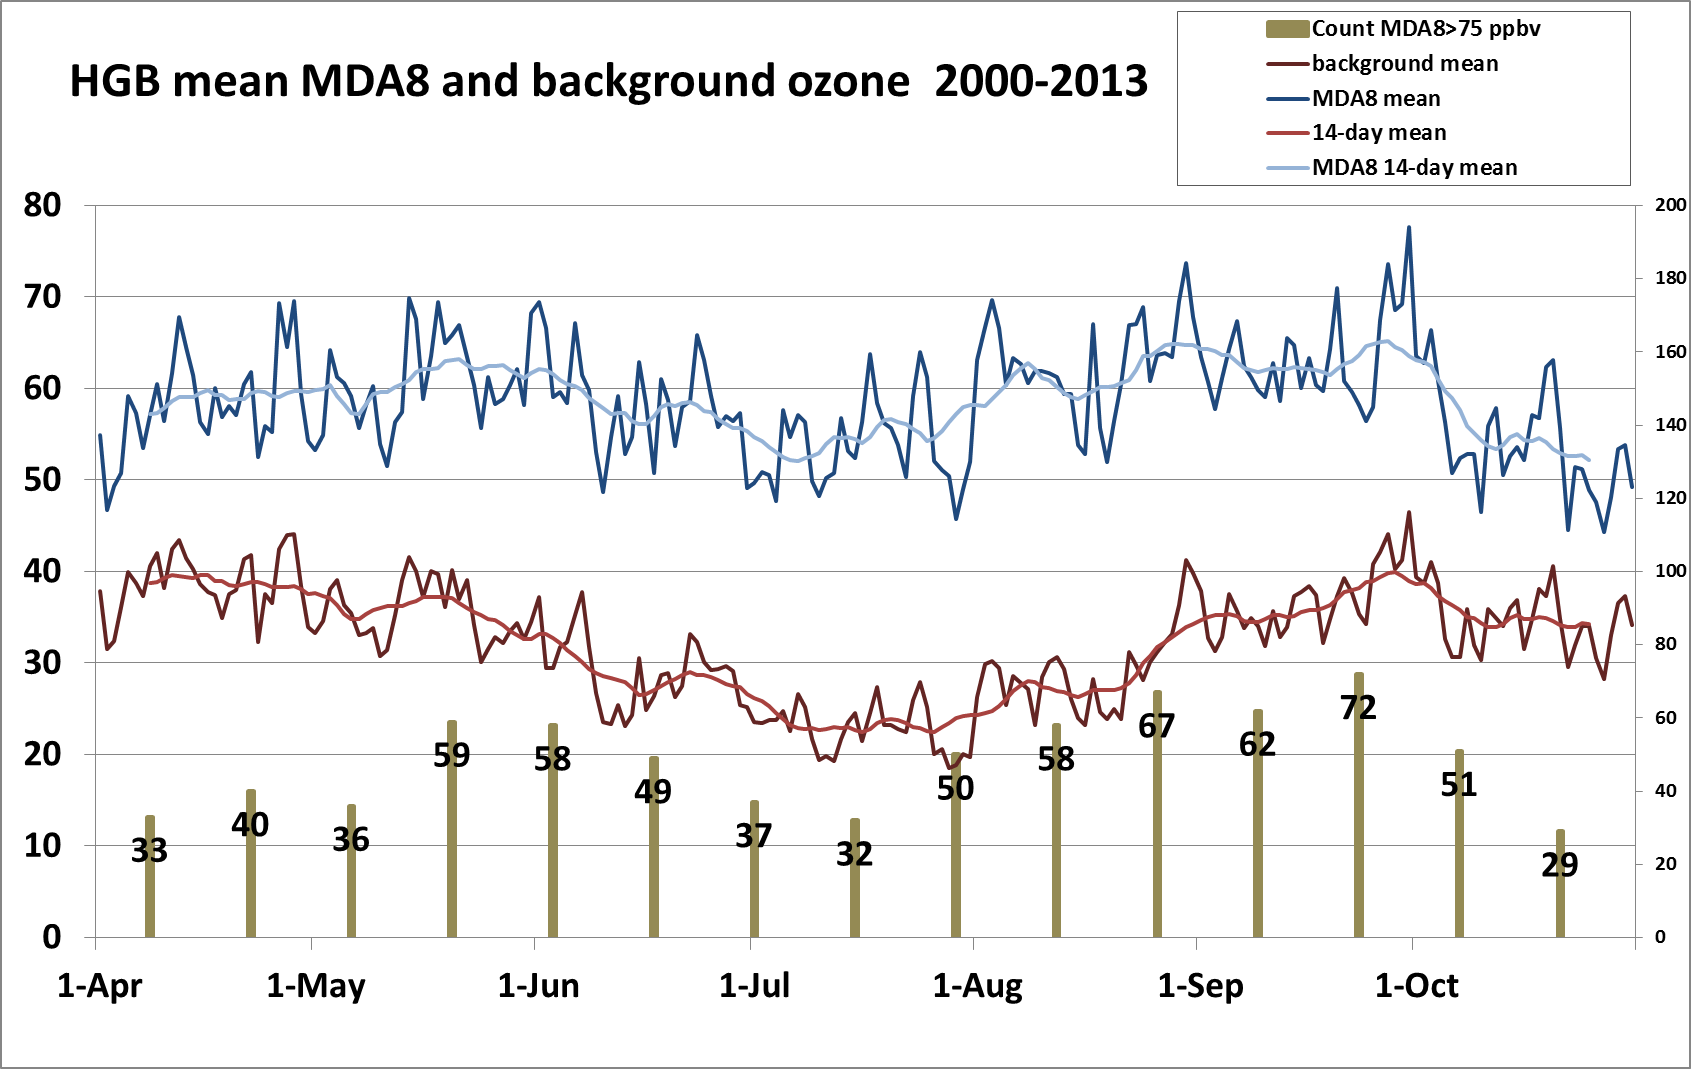 HGB mean MDA8 and background ozone  2000-2013
Count MDA8>75 ppbv
background mean
MDA8 mean
14-day mean
MDA8 14-day mean
80
70
60
50
40
30
20
10
0
200
180
160
140
120
100
80
60
40
20
0
33
40
36
59
58
49
37
32
50
58
67
62
72
51
29
1-Apr
1-May
1-Jun
1-Jul
1-Aug
1-Sep
1-Oct